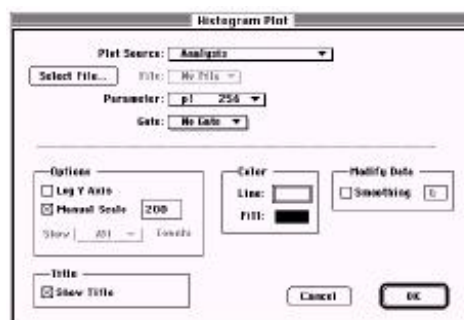 Histogram Plot
Plot Source: Analysis
Select File... File: No File
Parameter: p1 256
Gate: No Gate
Options
Log Y Axis
Manual Scale 200
Show All Events
Color
Line:
Fill:
Modify Data
Smoothing
Title
Show Title
Cancel
OK